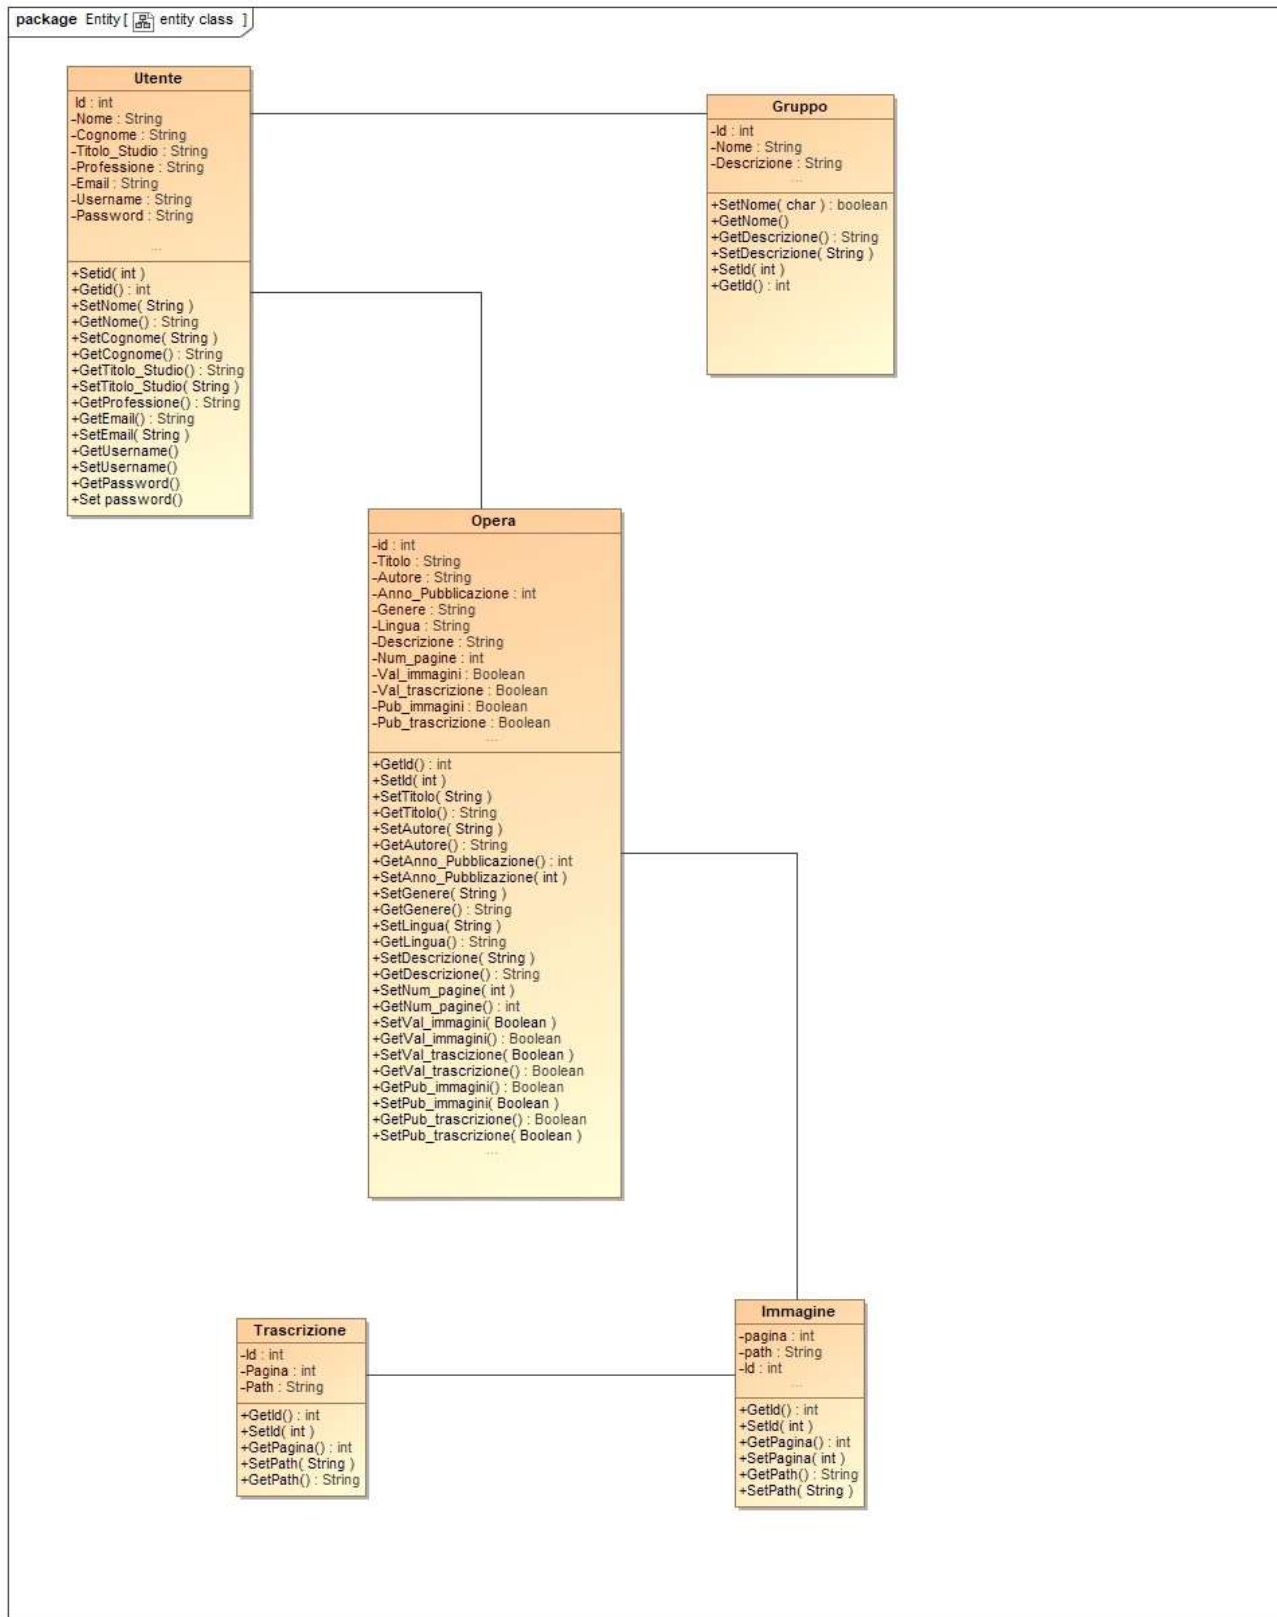 package Entity [ entity class ]
Utente
Id : int
-Nome : String
-Cognome : String
-Titolo_Studio : String
-Professione : String
-Email : String
-Username : String
-Password : String
...
+Setid( int )
+Getid() : int
+SetNome( String )
+GetNome() : String
+SetCognome( String )
+GetCognome() : String
+GetTitolo_Studio() : String
+SetTitolo_Studio( String )
+GetProfessione() : String
+GetEmail() : String
+SetEmail( String )
+GetUsername()
+SetUsername()
+GetPassword()
+Set password()
Gruppo
-Id : int
-Nome : String
-Descrizione : String
...
+SetNome( char ) : boolean
+GetNome()
+GetDescrizione() : String
+SetDescrizione( String )
+SetId( int )
+GetId() : int
Opera
-id : int
-Titolo : String
-Autore : String
-Anno_Pubblicazione : int
-Genere : String
-Lingua : String
-Descrizione : String
-Num_pagine : int
-Val_immagini : Boolean
-Val_trascrizione : Boolean
-Pub_immagini : Boolean
-Pub_trascrizione : Boolean
...
+GetId() : int
+SetId( int )
+SetTitolo( String )
+GetTitolo() : String
+SetAutore( String )
+GetAutore() : String
+GetAnno_Pubblicazione() : int
+SetAnno_Pubblizazione( int )
+SetGenere( String )
+GetGenere() : String
+SetLingua( String )
+GetLingua() : String
+SetDescrizione( String )
+GetDescrizione() : String
+SetNum_pagine( int )
+GetNum_pagine() : int
+SetVal_immagini( Boolean )
+GetVal_immagini() : Boolean
+SetVal_trascizione( Boolean )
+GetVal_trascrizione() : Boolean
+GetPub_immagini() : Boolean
+SetPub_immagini( Boolean )
+GetPub_trascrizione() : Boolean
+SetPub_trascrizione( Boolean )
...
Trascrizione
-Id : int
-Pagina : int
-Path : String
+GetId() : int
+SetId( int )
+GetPagina() : int
+SetPath( String )
+GetPath() : String
Immagine
-pagina : int
-path : String
-Id : int
...
+GetId() : int
+SetId( int )
+GetPagina() : int
+SetPagina( int )
+GetPath() : String
+SetPath( String )